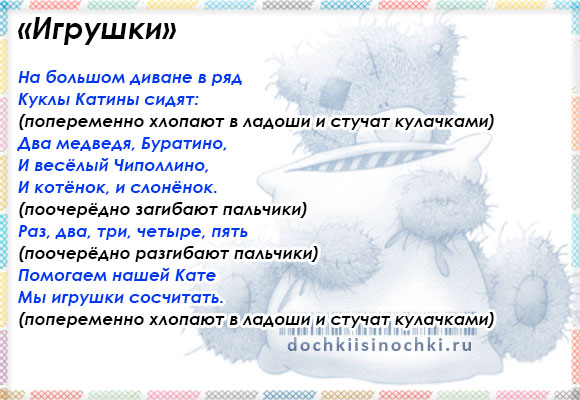 «Игрушки»
На большом диване в ряд
Куклы Катины сидят:
(попеременно хлопают в ладоши и стучат кулачками)
Два медведя, Буратино,
И весёлый Чиполлино,
И котёнок, и слонёнок.
(поочерёдно загибают пальчики)
Раз, два, три, четыре, пять
(поочерёдно разгибают пальчики)
Помогаем нашей Кате
Мы игрушки сосчитать.
(попеременно хлопают в ладоши и стучат кулачками)
dochkiisinochki.ru